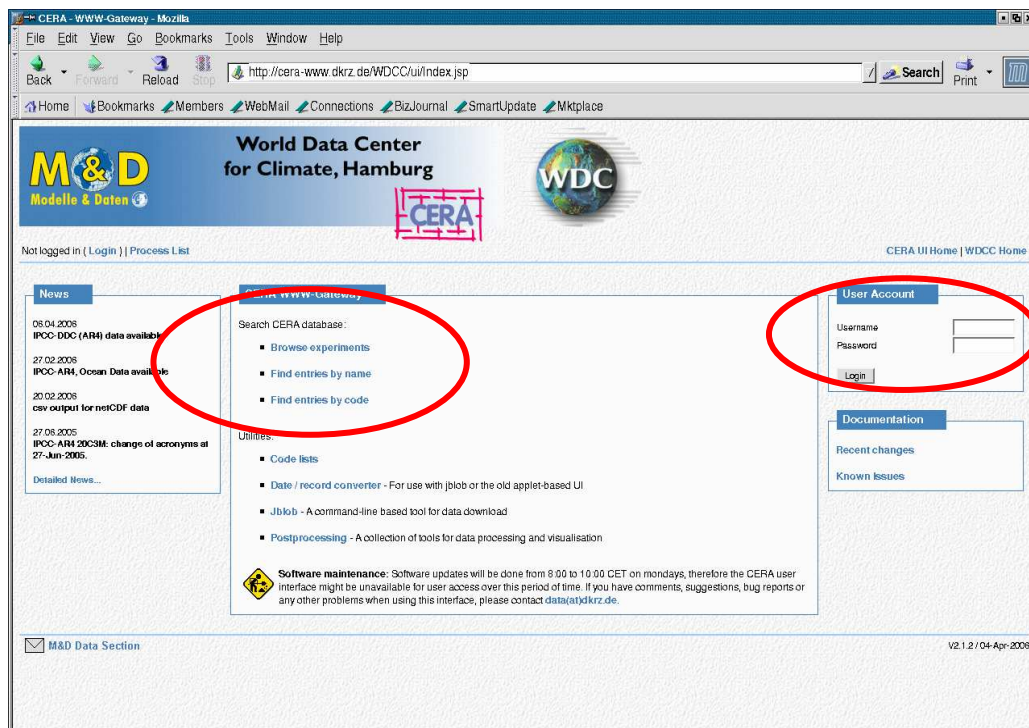 CERA - WWW-Gateway - Mozilla
File Edit View Go Bookmarks Tools Window Help
Back Forward Reload Stop http://cera-www.dkrz.de/WDCC/ui/Index.jsp Search Print
Home Bookmarks Members WebMail Connections BizJournal SmartUpdate Mktplace
M&D
Modelle & Daten
World Data Center
for Climate, Hamburg
CERA
WDC
Not logged in ( Login ) | Process List
CERA UI Home | WDCC Home
News
06.04.2006
IPCC-DDC (AR4) data available
27.02.2006
IPCC-AR4, Ocean Data available
20.02.2006
csv output for netCDF data
27.06.2005
IPCC-AR4 20C3M: change of acronyms at
27-Jun-2005.
Detailed News...
CERA WWW-Gateway
Search CERA database:
Browse experiments
Find entries by name
Find entries by code
Utilities:
Code lists
Date / record converter - For use with jblob or the old applet-based UI
Jblob - A command-line based tool for data download
Postprocessing - A collection of tools for data processing and visualisation
Software maintenance: Software updates will be done from 8:00 to 10:00 CET on mondays, therefore the CERA user
interface might be unavailable for user access over this period of time. If you have comments, suggestions, bug reports or
any other problems when using this interface, please contact data(at)dkrz.de.
User Account
Username
Password
Login
Documentation
Recent changes
Known Issues
M&D Data Section
V2.1.2 / 04-Apr-2006